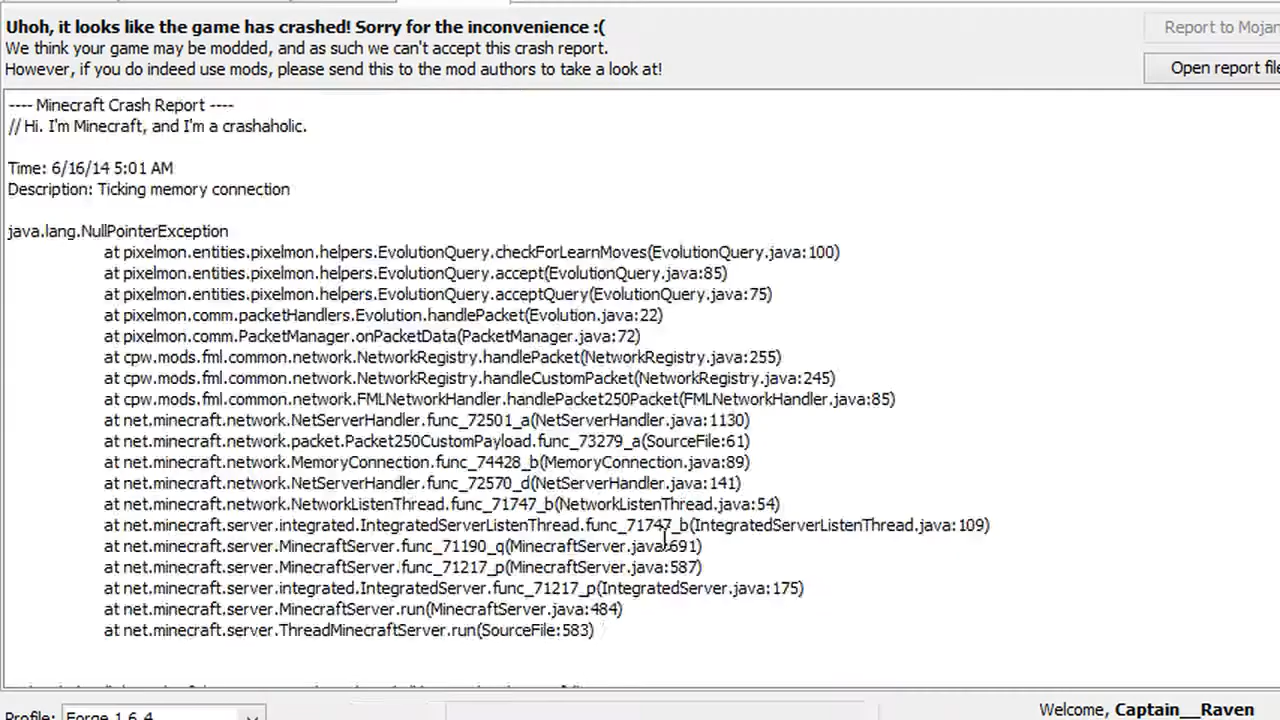 Uhoh, it looks like the game has crashed! Sorry for the inconvenience :(
We think your game may be modded, and as such we can't accept this crash report.
However, if you do indeed use mods, please send this to the mod authors to take a look at!
Report to Mojan
Open report file
---- Minecraft Crash Report ----
// Hi. I'm Minecraft, and I'm a crashaholic.
Time: 6/16/14 5:01 AM
Description: Ticking memory connection
java.lang.NullPointerException
at pixelmon.entities.pixelmon.helpers.EvolutionQuery.checkForLearnMoves(EvolutionQuery.java:100)
at pixelmon.entities.pixelmon.helpers.EvolutionQuery.accept(EvolutionQuery.java:85)
at pixelmon.entities.pixelmon.helpers.EvolutionQuery.acceptQuery(EvolutionQuery.java:75)
at pixelmon.comm.packetHandlers.Evolution.handlePacket(Evolution.java:22)
at pixelmon.comm.PacketManager.onPacketData(PacketManager.java:72)
at cpw.mods.fml.common.network.NetworkRegistry.handlePacket(NetworkRegistry.java:255)
at cpw.mods.fml.common.network.NetworkRegistry.handleCustomPacket(NetworkRegistry.java:245)
at cpw.mods.fml.common.network.FMLNetworkHandler.handlePacket250Packet(FMLNetworkHandler.java:85)
at net.minecraft.network.NetServerHandler.func_72501_a(NetServerHandler.java:1130)
at net.minecraft.network.packet.Packet250CustomPayload.func_73279_a(SourceFile:61)
at net.minecraft.network.MemoryConnection.func_74428_b(MemoryConnection.java:89)
at net.minecraft.network.NetServerHandler.func_72570_d(NetServerHandler.java:141)
at net.minecraft.network.NetworkListenThread.func_71747_b(NetworkListenThread.java:54)
at net.minecraft.server.integrated.IntegratedServerListenThread.func_71747_b(IntegratedServerListenThread.java:109)
at net.minecraft.server.MinecraftServer.func_71190_q(MinecraftServer.java:691)
at net.minecraft.server.MinecraftServer.func_71217_p(MinecraftServer.java:587)
at net.minecraft.server.integrated.IntegratedServer.func_71217_p(IntegratedServer.java:175)
at net.minecraft.server.MinecraftServer.run(MinecraftServer.java:484)
at net.minecraft.server.ThreadMinecraftServer.run(SourceFile:583)
Profile: Forge 1.6.4
Welcome, Captain__Raven